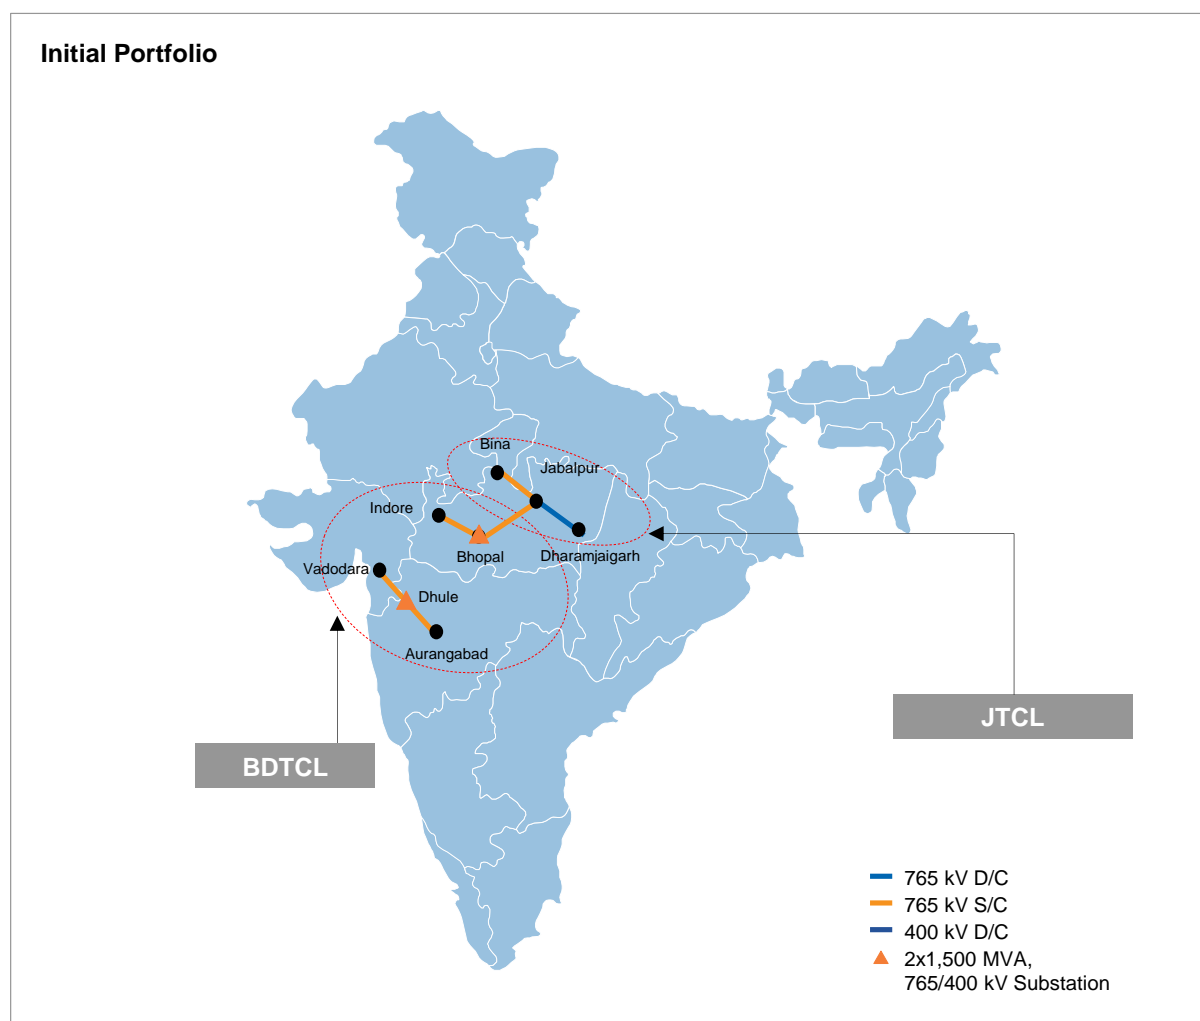 Initial Portfolio
Bina
Jabalpur
Indore
Bhopal
Dharamjaigarh
Vadodara
Dhule
Aurangabad
JTCL
BDTCL
765 kV D/C
765 kV S/C
400 kV D/C
2x1,500 MVA,
765/400 kV Substation